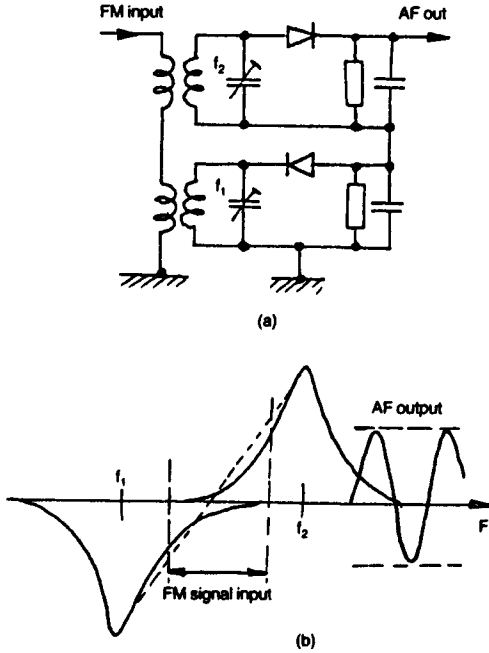 FM input
AF out
f₂
f₁
(a)
AF output
f₁
f₂
F
FM signal input
(b)